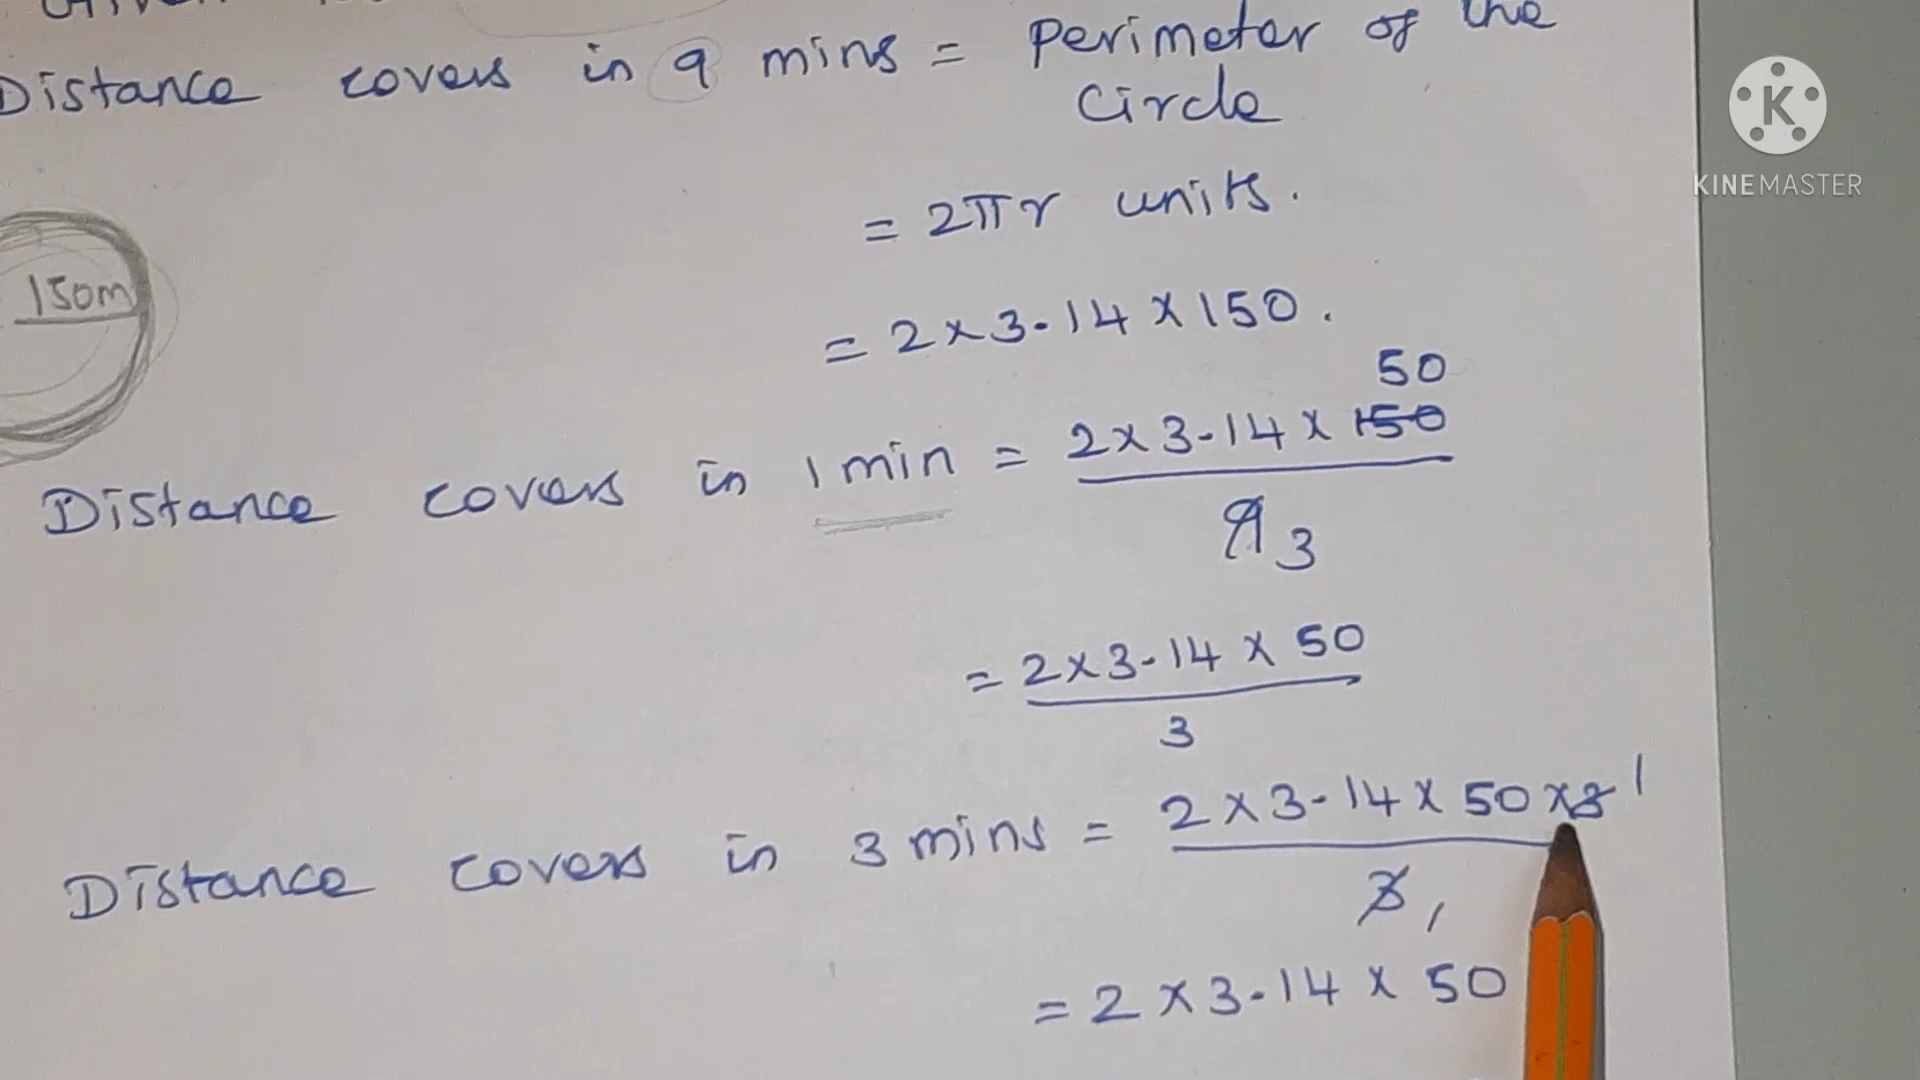 Distance covers in 9 mins = Perimeter of the
Circle
= 2πr units.
150m
= 2×3.14×150.
50
Distance covers in 1 min = 2×3.14×150
9 3
= 2×3.14×50
3
Distance covers in 3 mins = 2×3.14×50×3 1
3 1
= 2×3.14×50
K
KINEMASTER